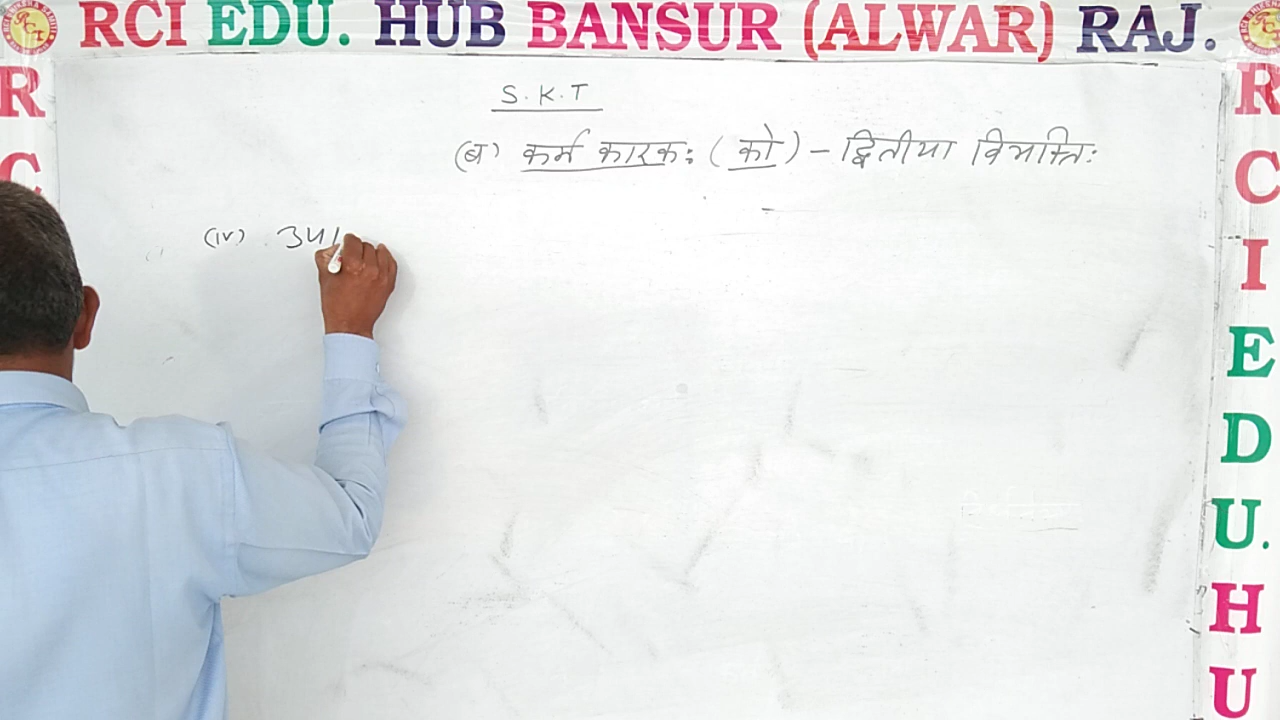 RCI EDU. HUB BANSUR (ALWAR) RAJ.
S.K.T
(ब) कर्म कारक: (को) - द्वितीया विभक्ति:
(iv) उप
R
C
R
C
I
E
D
U.
H
U